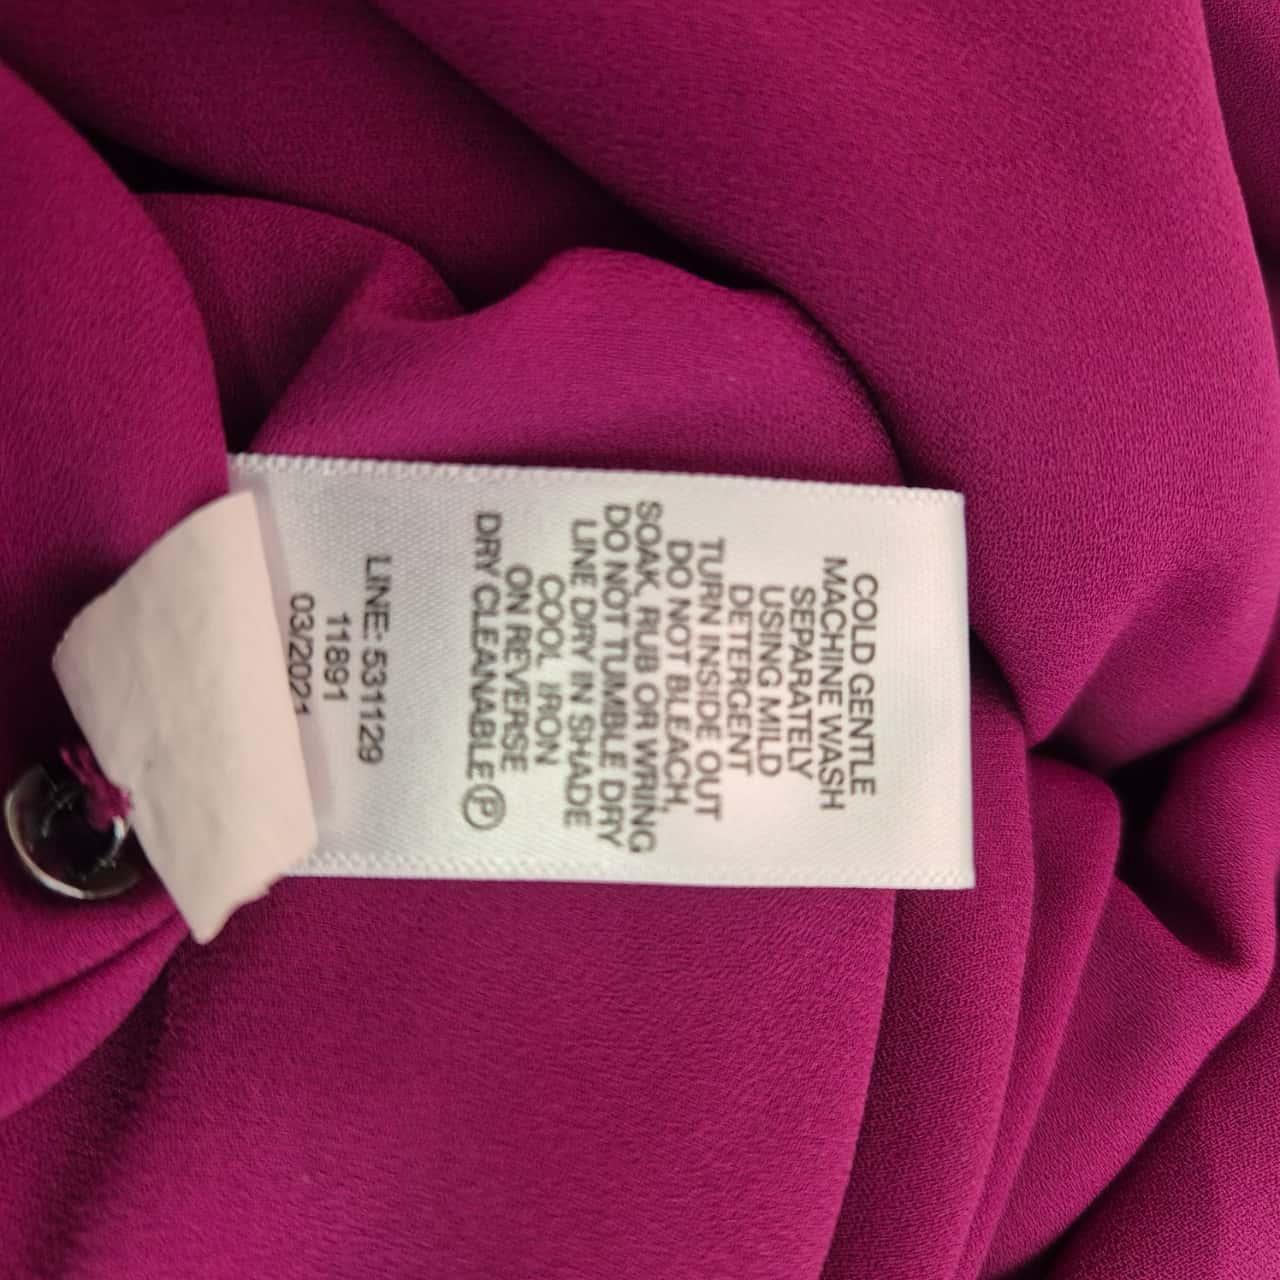 COLD GENTLE
MACHINE WASH
SEPARATELY
USING MILD
DETERGENT
TURN INSIDE OUT
DO NOT BLEACH,
SOAK, RUB OR WRING
DO NOT TUMBLE DRY
LINE DRY IN SHADE
COOL IRON
ON REVERSE
DRY CLEANABLE Ⓟ
LINE: 531129
11891
03/2021